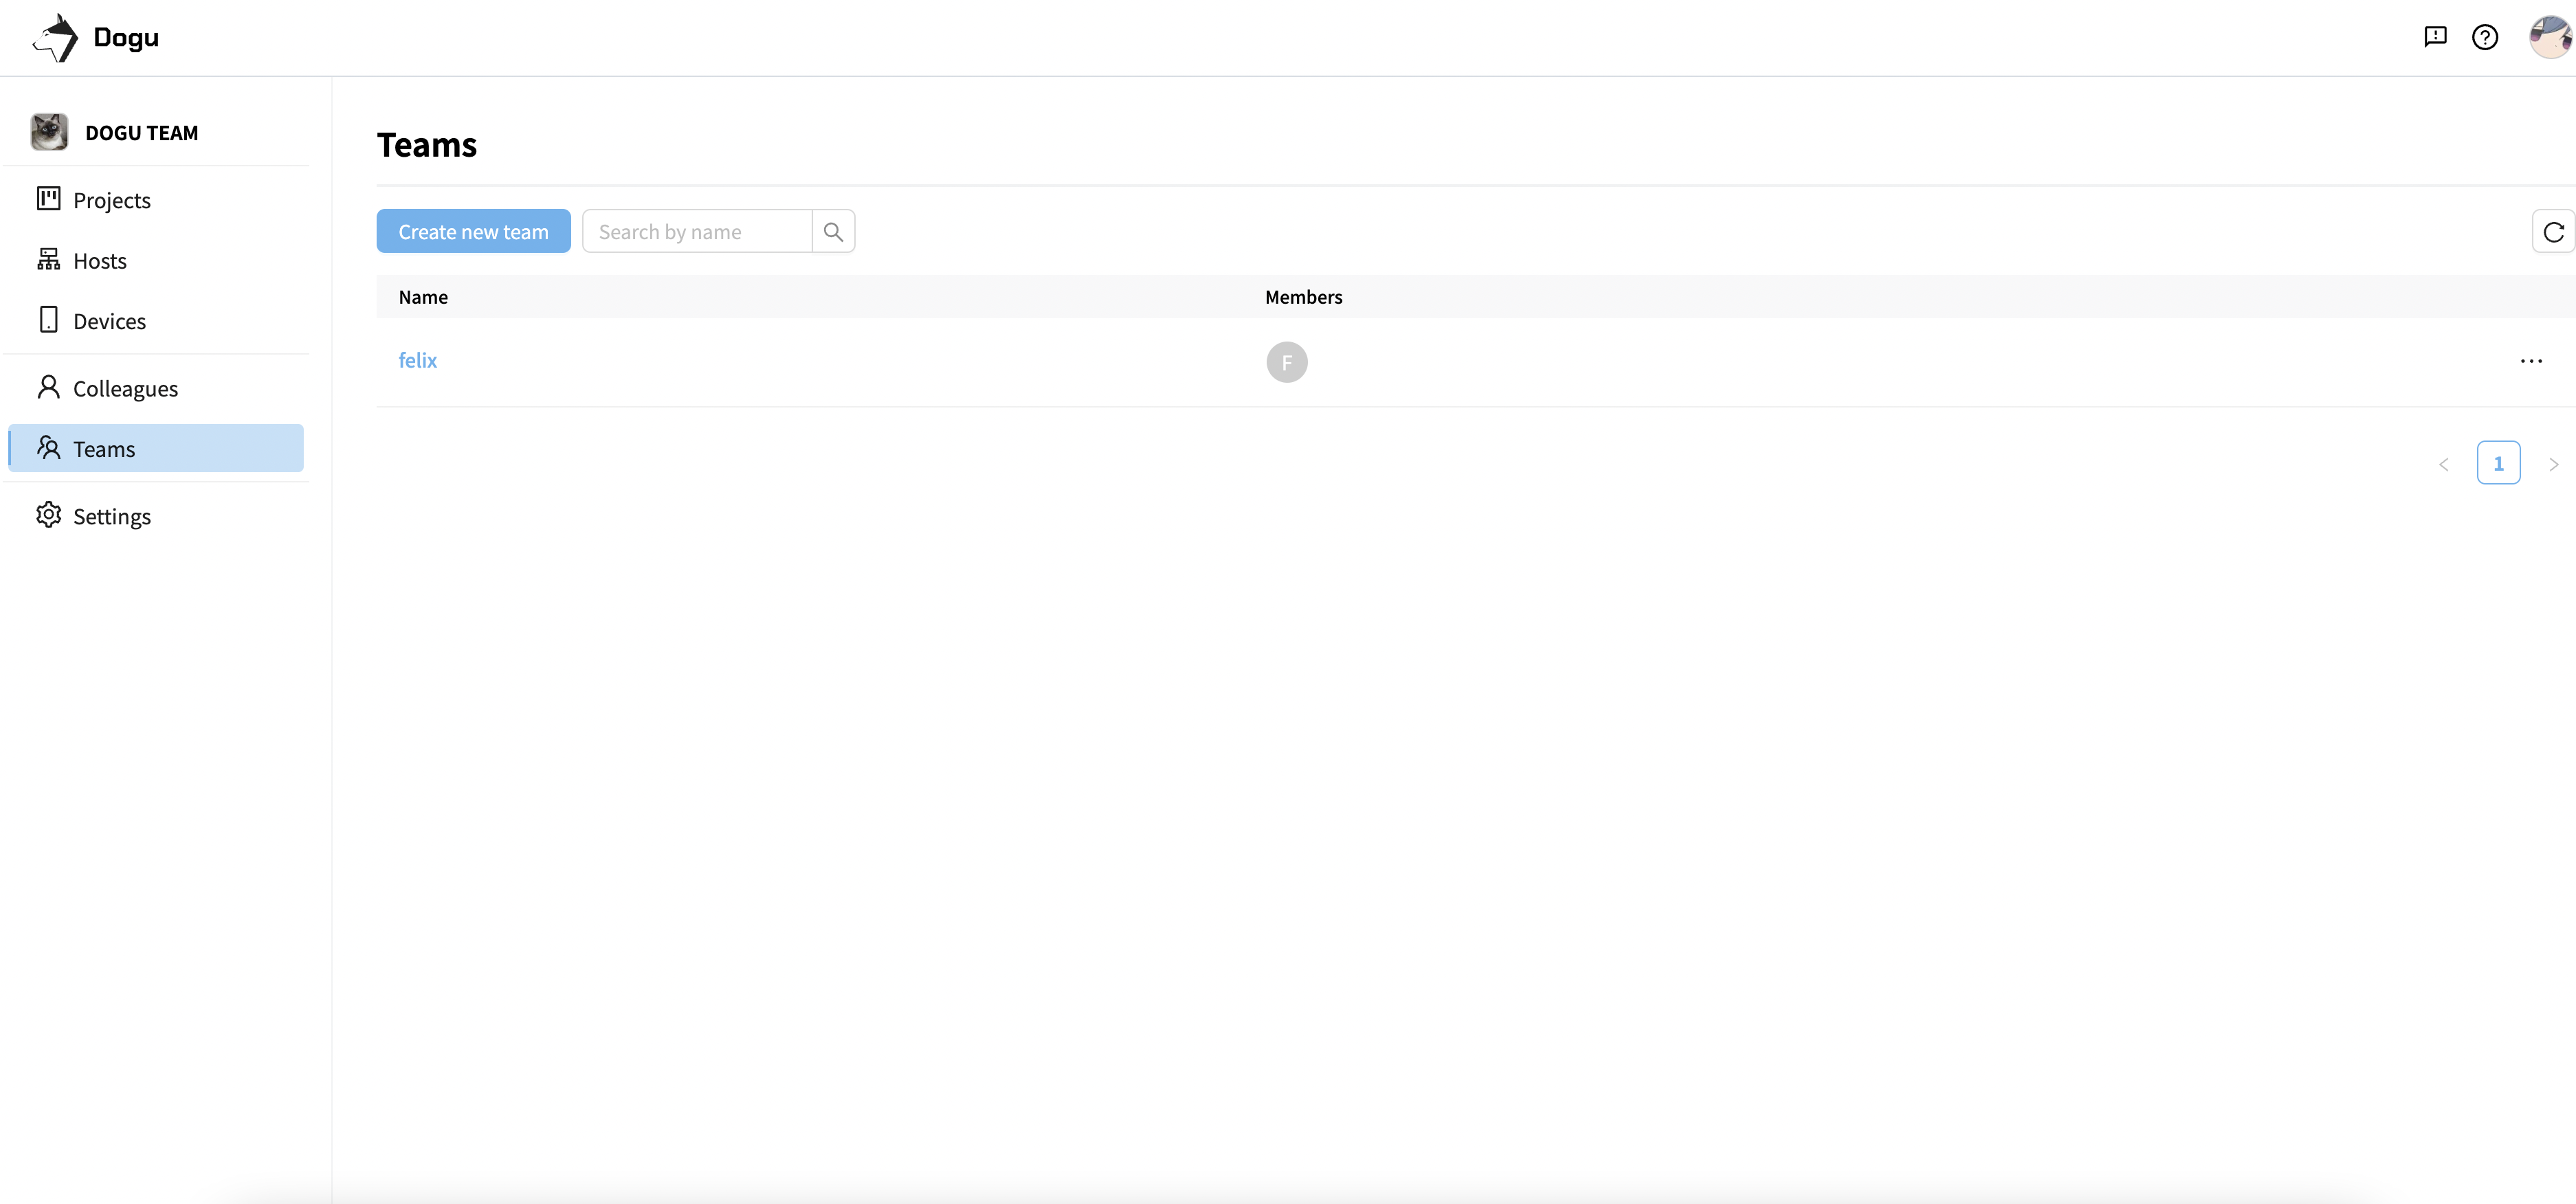 Dogu
DOGU TEAM
Projects
Hosts
Devices
Colleagues
Teams
Settings
Teams
Create new team
Search by name
Name
Members
felix
F
1